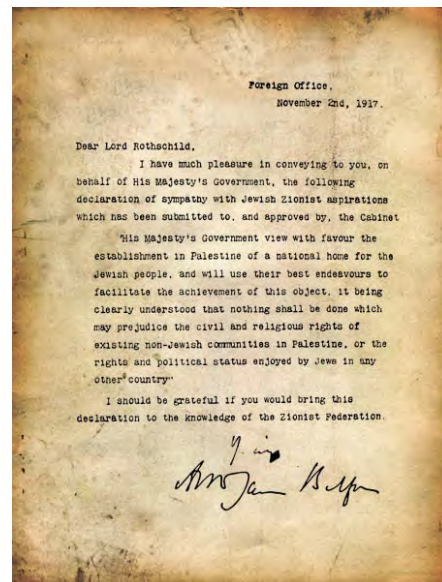 Foreign Office,
November 2nd, 1917.
Dear Lord Rothschild,
I have much pleasure in conveying to you, on
behalf of His Majesty's Government, the following
declaration of sympathy with Jewish Zionist aspirations
which has been submitted to, and approved by, the Cabinet
"His Majesty's Government view with favour the
establishment in Palestine of a national home for the
Jewish people, and will use their best endeavours to
facilitate the achievement of this object, it being
clearly understood that nothing shall be done which
may prejudice the civil and religious rights of
existing non-Jewish communities in Palestine, or the
rights and political status enjoyed by Jews in any
other country"
I should be grateful if you would bring this
declaration to the knowledge of the Zionist Federation.